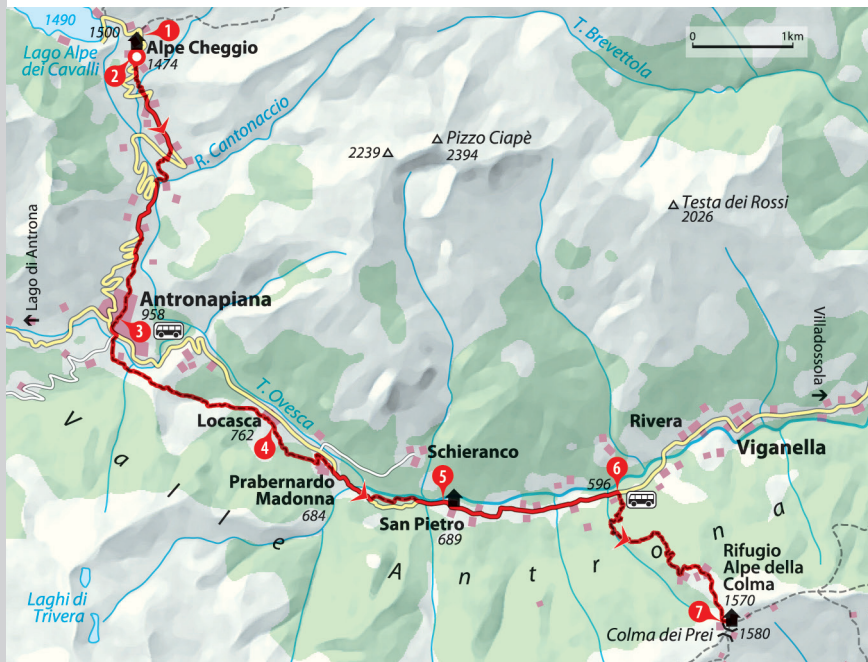 1490
1500
1
Alpe Cheggio
Lago Alpe
dei Cavalli
2
1474
T. Brevettola
0
1km
R. Cantonaccio
Pizzo Ciapè
2239
2394
Testa dei Rossi
2026
Lago di Antrona
Antronapiana
958
3
Villadossola
T. Ovesca
Locasca
762
4
Rivera
Viganella
Schieranco
5
6
596
Prabernardo
Madonna
684
San Pietro
689
Valle Antrona
Rifugio
Alpe della
Colma
1570
7
Colma dei Prei
1580
Laghi di
Trivera